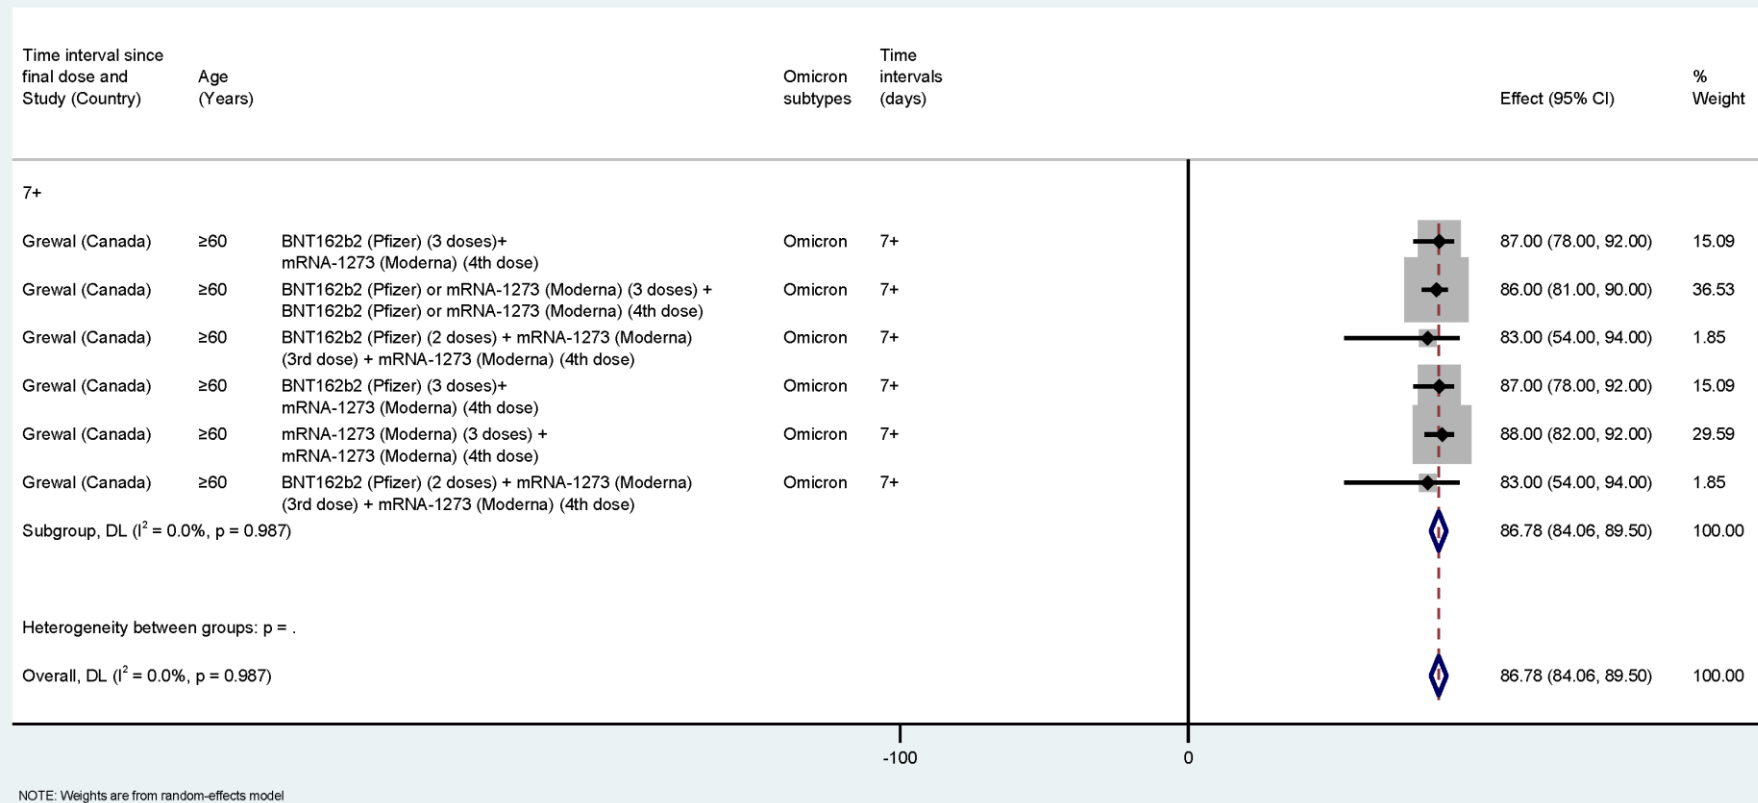 Time interval since final dose and Study (Country) Age (Years) Omicron subtypes Time intervals (days) Effect (95% CI) % Weight
7+
Grewal (Canada) ≥60 BNT162b2 (Pfizer) (3 doses)+ Omicron 7+ 87.00 (78.00, 92.00) 15.09
mRNA-1273 (Moderna) (4th dose)
Grewal (Canada) ≥60 BNT162b2 (Pfizer) or mRNA-1273 (Moderna) (3 doses) + Omicron 7+ 86.00 (81.00, 90.00) 36.53
BNT162b2 (Pfizer) or mRNA-1273 (Moderna) (4th dose)
Grewal (Canada) ≥60 BNT162b2 (Pfizer) (2 doses) + mRNA-1273 (Moderna) Omicron 7+ 83.00 (54.00, 94.00) 1.85
(3rd dose) + mRNA-1273 (Moderna) (4th dose)
Grewal (Canada) ≥60 BNT162b2 (Pfizer) (3 doses)+ Omicron 7+ 87.00 (78.00, 92.00) 15.09
mRNA-1273 (Moderna) (4th dose)
Grewal (Canada) ≥60 mRNA-1273 (Moderna) (3 doses) + Omicron 7+ 88.00 (82.00, 92.00) 29.59
mRNA-1273 (Moderna) (4th dose)
Grewal (Canada) ≥60 BNT162b2 (Pfizer) (2 doses) + mRNA-1273 (Moderna) Omicron 7+ 83.00 (54.00, 94.00) 1.85
(3rd dose) + mRNA-1273 (Moderna) (4th dose)
Subgroup, DL (I² = 0.0%, p = 0.987) 86.78 (84.06, 89.50) 100.00
Heterogeneity between groups: p = .
Overall, DL (I² = 0.0%, p = 0.987) 86.78 (84.06, 89.50) 100.00
-100 0
NOTE: Weights are from random-effects model